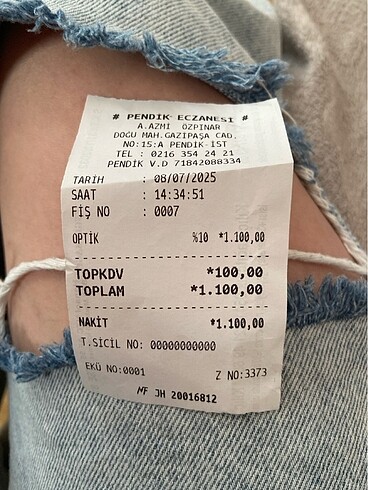 # PENDİK ECZANESİ #
A.AZMİ ÖZPINAR
DOĞU MAH.GAZİPAŞA CAD.
NO:15:A PENDİK-İST
TEL : 0216 354 24 21
PENDİK V.D 71842088334
TARİH : 08/07/2025
SAAT : 14:34:51
FİŞ NO : 0007
OPTİK %10 *1.100,00
TOPKDV *100,00
TOPLAM *1.100,00
NAKİT *1.100,00
T.SİCİL NO: 00000000000
EKÜ NO:0001 Z NO:3373
MF JH 20016812